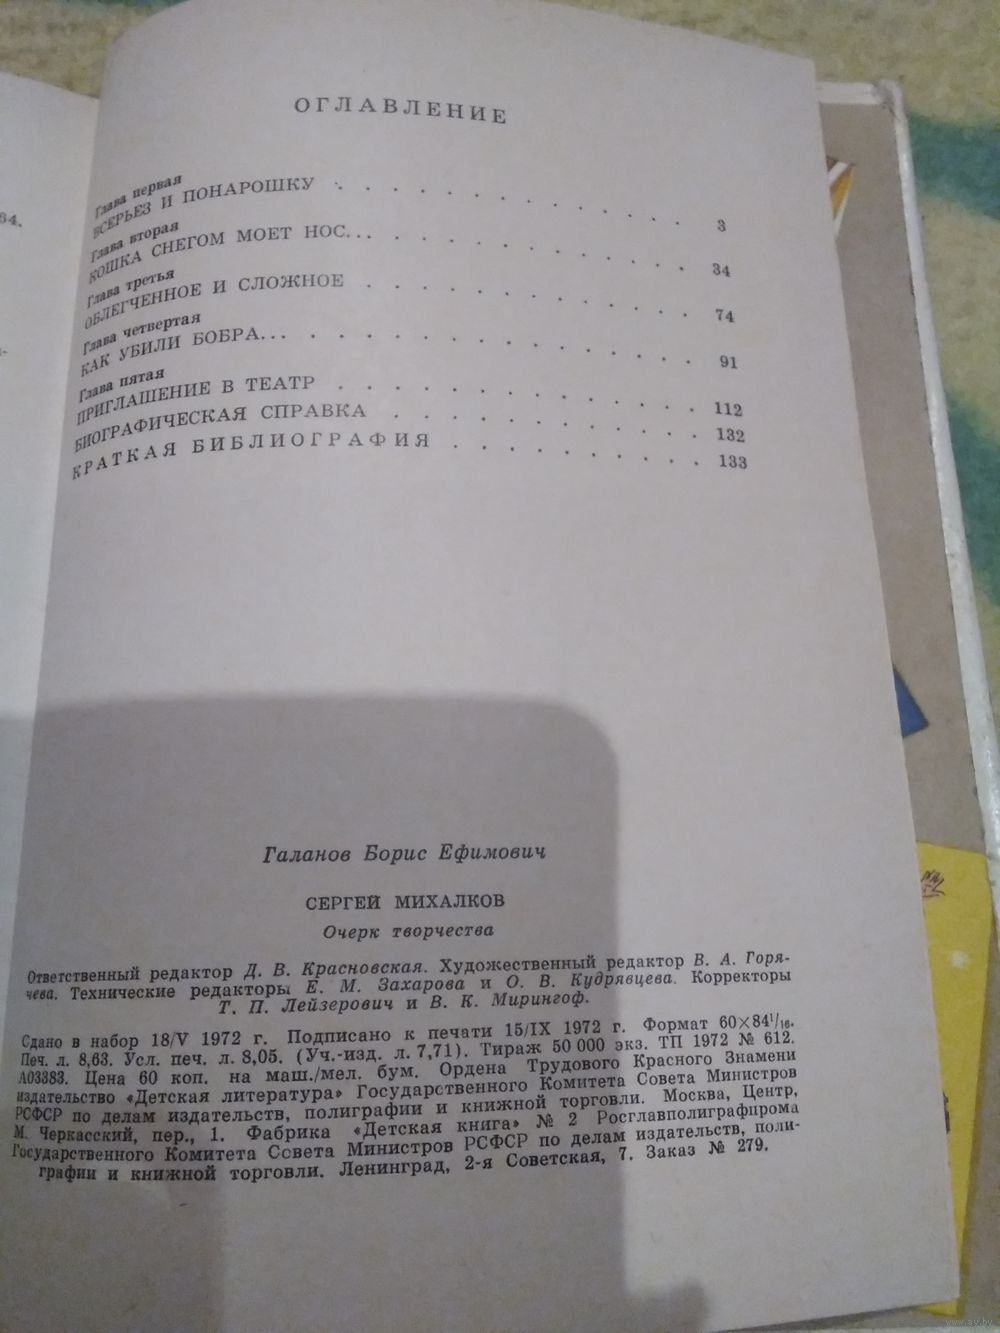 ОГЛАВЛЕНИЕ
Глава первая
ВСЕРЬЕЗ И ПОНАРОШКУ . . . . . . . . . . . . . 3
Глава вторая
КОШКА СНЕГОМ МОЕТ НОС... . . . . . . . . . . . 34
Глава третья
ОБЛЕГЧЕННОЕ И СЛОЖНОЕ . . . . . . . . . . . . 74
Глава четвертая
КАК УБИЛИ БОБРА... . . . . . . . . . . . . . . . 91
Глава пятая
ПРИГЛАШЕНИЕ В ТЕАТР . . . . . . . . . . . . . 112
БИОГРАФИЧЕСКАЯ СПРАВКА . . . . . . . . . . . 132
КРАТКАЯ БИБЛИОГРАФИЯ . . . . . . . . . . 133
Галанов Борис Ефимович
СЕРГЕЙ МИХАЛКОВ
Очерк творчества
Ответственный редактор Д. В. Красновская. Художественный редактор В. А. Горя-
чева. Технические редакторы Е. М. Захарова и О. В. Кудрявцева. Корректоры
Т. П. Лейзерович и В. К. Мирингоф.
Сдано в набор 18/V 1972 г. Подписано к печати 15/IX 1972 г. Формат 60×84¹/₁₆.
Печ. л. 8,63. Усл. печ. л. 8,05. (Уч.-изд. л. 7,71). Тираж 50 000 экз. ТП 1972 № 612.
А03383. Цена 60 коп. на маш./мел. бум. Ордена Трудового Красного Знамени
издательство «Детская литература» Государственного Комитета Совета Министров
РСФСР по делам издательств, полиграфии и книжной торговли. Москва, Центр,
М. Черкасский, пер., 1. Фабрика «Детская книга» № 2 Росглавполиграфпрома
Государственного Комитета Совета Министров РСФСР по делам издательств, поли-
графии и книжной торговли. Ленинград, 2-я Советская, 7. Заказ № 279.
www.ay.by